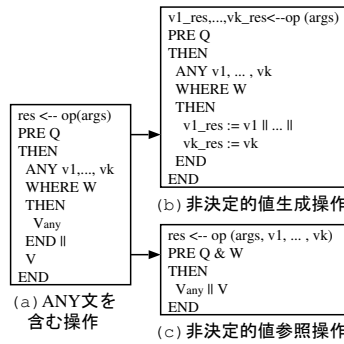 res <-- op(args)
PRE Q
THEN
ANY v1,..., vk
WHERE W
THEN
Vany
END ||
V
END
(a) ANY文を
含む操作
v1_res,...,vk_res<--op (args)
PRE Q
THEN
ANY v1, ... , vk
WHERE W
THEN
v1_res := v1 || ... ||
vk_res := vk
END
END
(b) 非決定的値生成操作
res <-- op (args, v1, ... , vk)
PRE Q & W
THEN
Vany || V
END
(c) 非決定的値参照操作